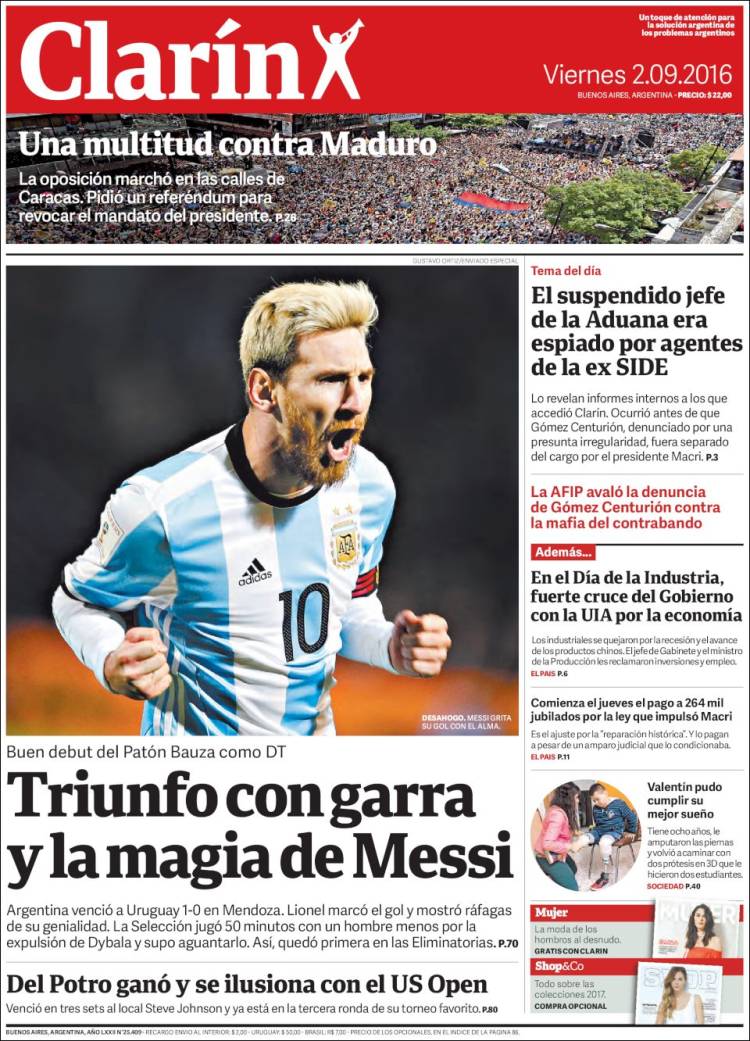 Clarín
Un toque de atención para
la solución argentina de
los problemas argentinos
Viernes 2.09.2016
BUENOS AIRES, ARGENTINA - PRECIO: $ 22,00
Una multitud contra Maduro
La oposición marchó en las calles de
Caracas. Pidió un referéndum para
revocar el mandato del presidente. P.26
GUSTAVO ORTIZ/ENVIADO ESPECIAL
adidas
AFA
10
DESAHOGO. MESSI GRITA
SU GOL CON EL ALMA.
Buen debut del Patón Bauza como DT
Triunfo con garra
y la magia de Messi
Argentina venció a Uruguay 1-0 en Mendoza. Lionel marcó el gol y mostró ráfagas
de su genialidad. La Selección jugó 50 minutos con un hombre menos por la
expulsión de Dybala y supo aguantarlo. Así, quedó primera en las Eliminatorias. P.70
Del Potro ganó y se ilusiona con el US Open
Venció en tres sets al local Steve Johnson y ya está en la tercera ronda de su torneo favorito. P.80
Tema del día
El suspendido jefe
de la Aduana era
espiado por agentes
de la ex SIDE
Lo revelan informes internos a los que
accedió Clarín. Ocurrió antes de que
Gómez Centurión, denunciado por una
presunta irregularidad, fuera separado
del cargo por el presidente Macri. P.3
La AFIP avaló la denuncia
de Gómez Centurión contra
la mafia del contrabando
Además...
En el Día de la Industria,
fuerte cruce del Gobierno
con la UIA por la economía
Los industriales se quejaron por la recesión y el avance
de los productos chinos. El jefe de Gabinete y el ministro
de la Producción les reclamaron inversiones y empleo.
EL PAIS P.6
Comienza el jueves el pago a 264 mil
jubilados por la ley que impulsó Macri
Es el ajuste por la "reparación histórica". Y lo pagan
a pesar de un amparo judicial que lo condicionaba.
EL PAIS P.11
Valentín pudo
cumplir su
mejor sueño
Tiene ocho años, le
amputaron las piernas
y volvió a caminar con
dos prótesis en 3D que le
hicieron dos estudiantes.
SOCIEDAD P.40
Mujer
La moda de los
hombros al desnudo.
GRATIS CON CLARIN
MUJER
Shop&Co
Todo sobre las
colecciones 2017.
COMPRA OPCIONAL
SHOP
BUENOS AIRES, ARGENTINA, AÑO LXXII N° 25.409 - RECARGO ENVIO AL INTERIOR: $ 2,00 - URUGUAY: $ 50,00 - BRASIL: R$ 7,00 - PRECIO DE LOS OPCIONALES, EN EL INDICE DE LA PAGINA 86.